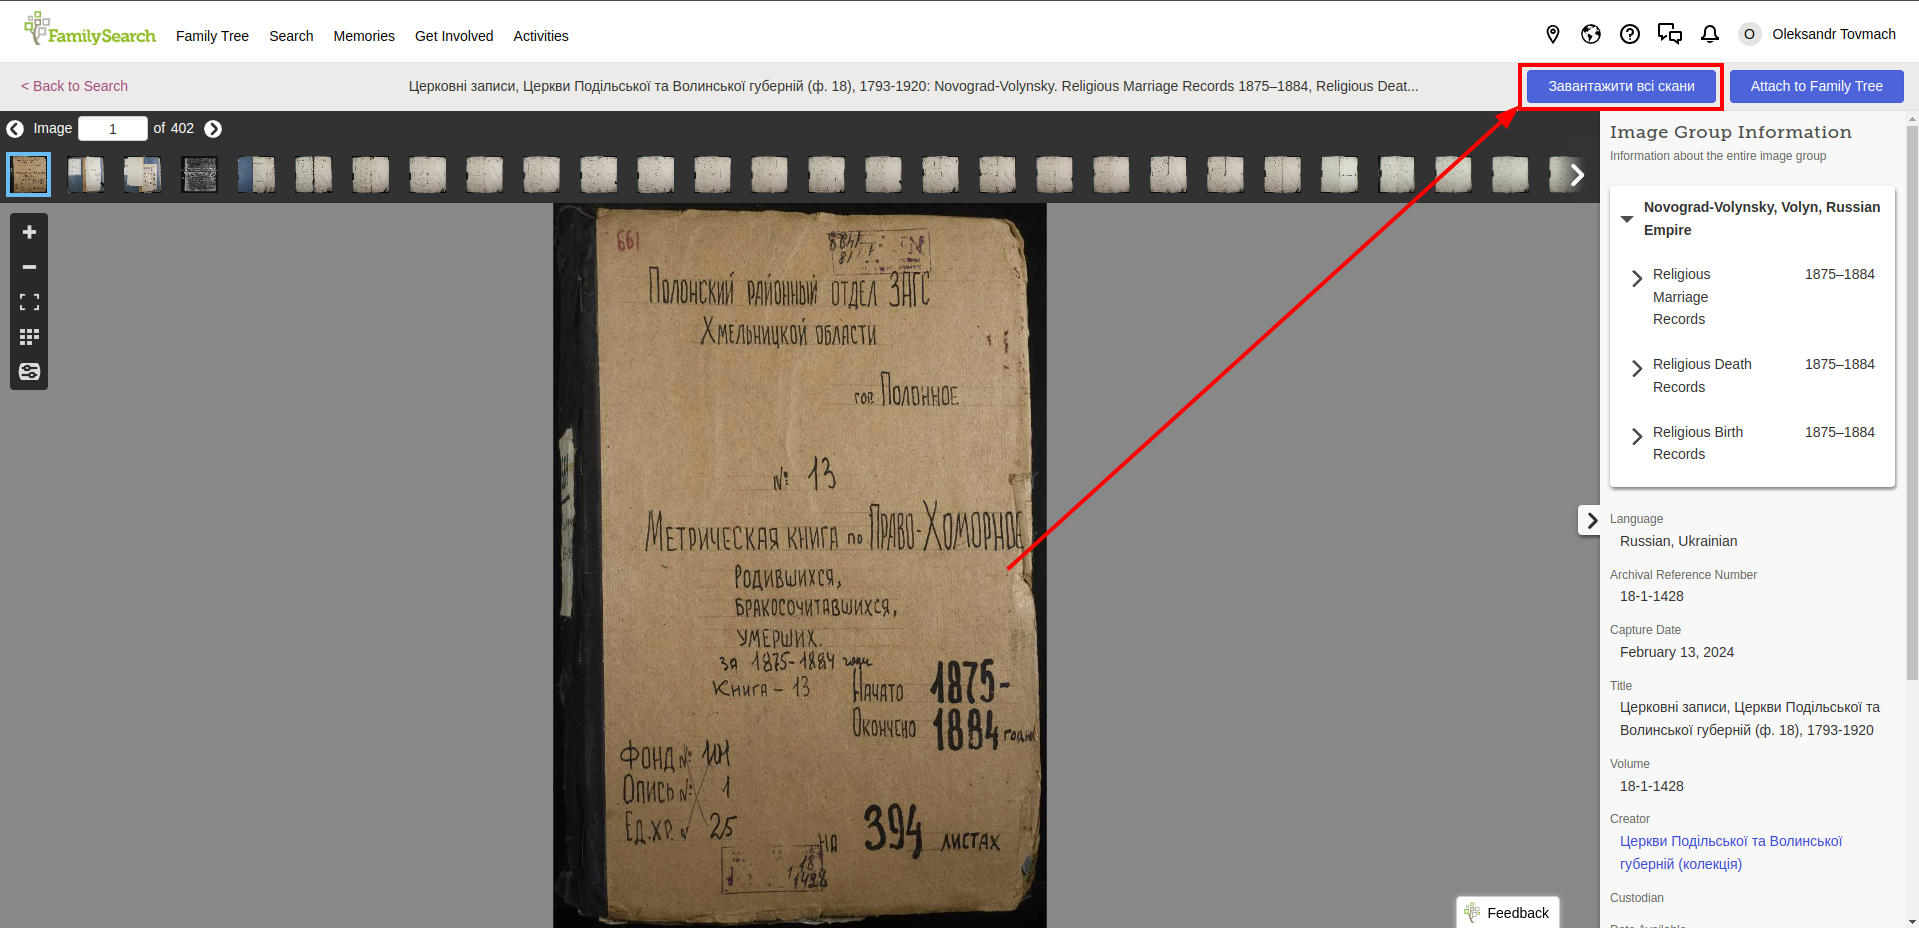 FamilySearch
Family Tree
Search
Memories
Get Involved
Activities
O
Oleksandr Tovmach
< Back to Search
Церковні записи, Церкви Подільської та Волинської губерній (ф. 18), 1793-1920: Novograd-Volynsky. Religious Marriage Records 1875–1884, Religious Deat...
Завантажити всі скани
Attach to Family Tree
Image 1 of 402
661
Полонский районный отдел ЗАГС
Хмельницкой области
гор. Полонное
№ 13
Метрическая книга по Право-Хоморное
Родившихся,
бракосочитавшихся,
умерших.
за 1875-1884 годы
Книга - 13
Начато 1875-
Окончено 1884 года
Фонд №
Опись № 1
Ед.хр. № 25
на 394 листах
18
1 1428
Image Group Information
Information about the entire image group
Novograd-Volynsky, Volyn, Russian
Empire
Religious
Marriage
Records
1875–1884
Religious Death
Records
1875–1884
Religious Birth
Records
1875–1884
Language
Russian, Ukrainian
Archival Reference Number
18-1-1428
Capture Date
February 13, 2024
Title
Церковні записи, Церкви Подільської та
Волинської губерній (ф. 18), 1793-1920
Volume
18-1-1428
Creator
Церкви Подільської та Волинської
губерній (колекція)
Custodian
Feedback